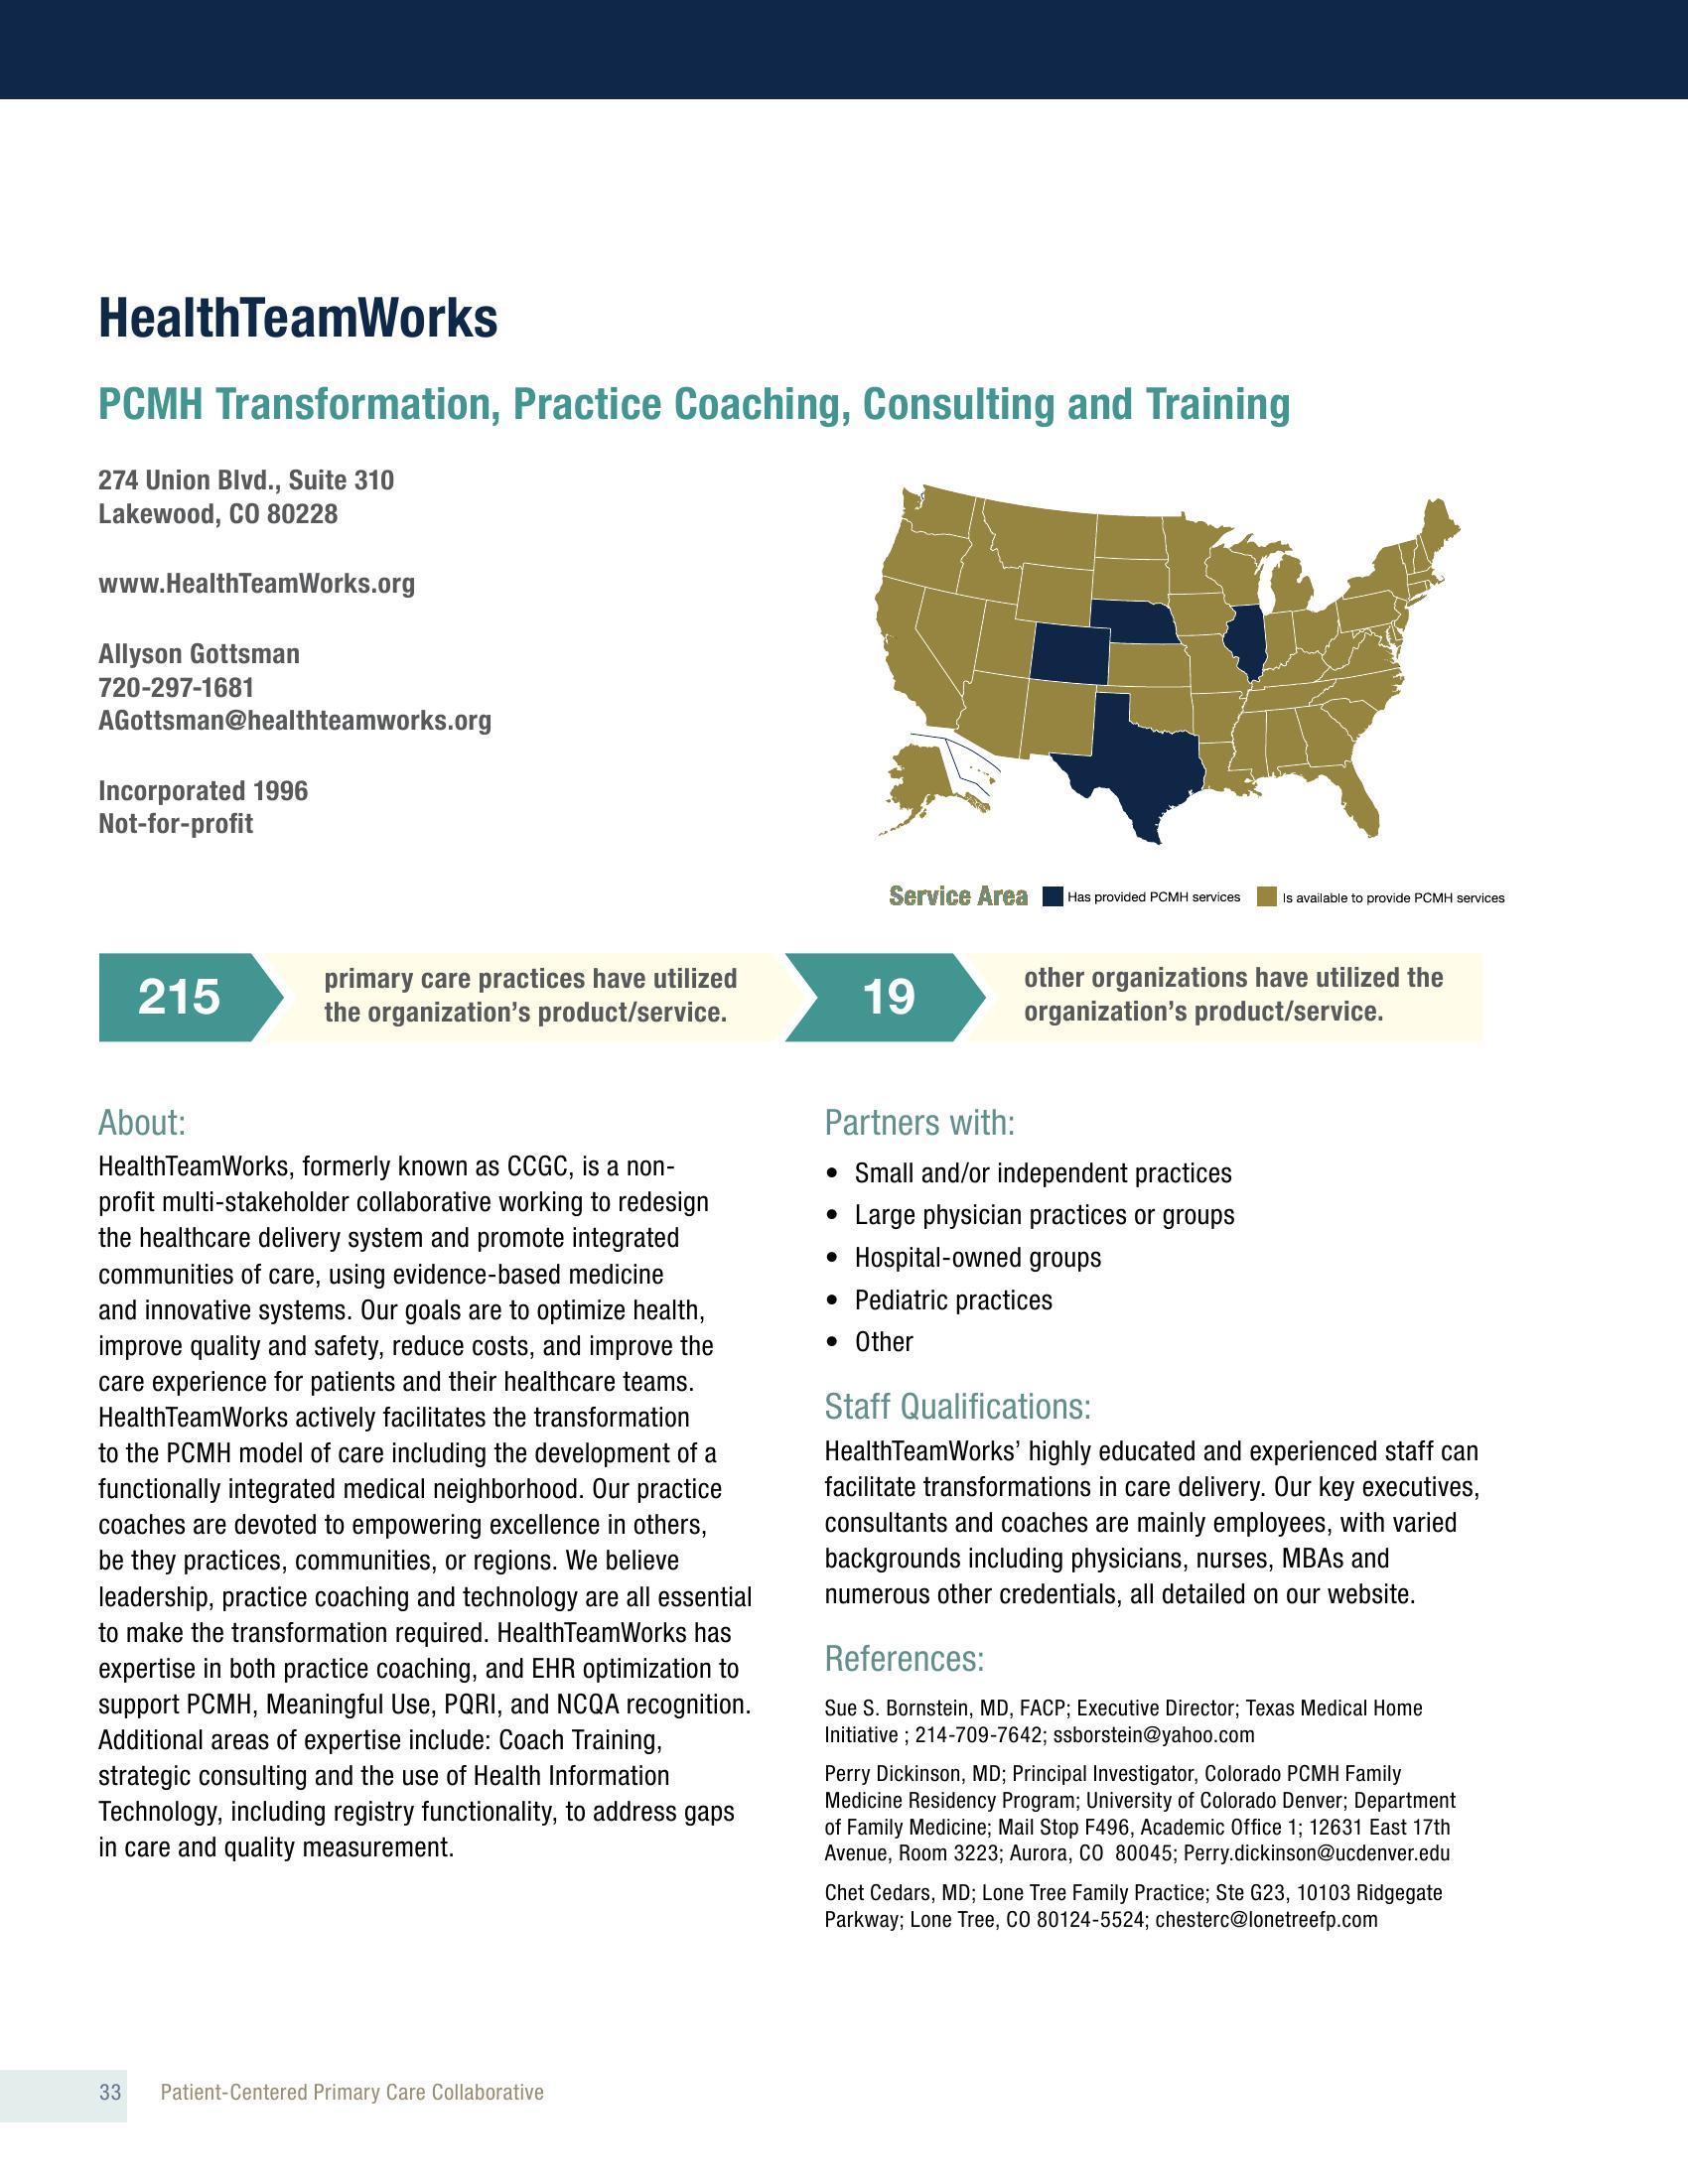 HealthTeamWorks
PCMH Transformation, Practice Coaching, Consulting and Training
274 Union Blvd., Suite 310
Lakewood, CO 80228
www.HealthTeamWorks.org
Allyson Gottsman
720-297-1681
AGottsman@healthteamworks.org
Incorporated 1996
Not-for-profit
Service Area Has provided PCMH services Is available to provide PCMH services
215
primary care practices have utilized
the organization's product/service.
19
other organizations have utilized the
organization's product/service.
About:
HealthTeamWorks, formerly known as CCGC, is a non-
profit multi-stakeholder collaborative working to redesign
the healthcare delivery system and promote integrated
communities of care, using evidence-based medicine
and innovative systems. Our goals are to optimize health,
improve quality and safety, reduce costs, and improve the
care experience for patients and their healthcare teams.
HealthTeamWorks actively facilitates the transformation
to the PCMH model of care including the development of a
functionally integrated medical neighborhood. Our practice
coaches are devoted to empowering excellence in others,
be they practices, communities, or regions. We believe
leadership, practice coaching and technology are all essential
to make the transformation required. HealthTeamWorks has
expertise in both practice coaching, and EHR optimization to
support PCMH, Meaningful Use, PQRI, and NCQA recognition.
Additional areas of expertise include: Coach Training,
strategic consulting and the use of Health Information
Technology, including registry functionality, to address gaps
in care and quality measurement.
Partners with:
• Small and/or independent practices
• Large physician practices or groups
• Hospital-owned groups
• Pediatric practices
• Other
Staff Qualifications:
HealthTeamWorks' highly educated and experienced staff can
facilitate transformations in care delivery. Our key executives,
consultants and coaches are mainly employees, with varied
backgrounds including physicians, nurses, MBAs and
numerous other credentials, all detailed on our website.
References:
Sue S. Bornstein, MD, FACP; Executive Director; Texas Medical Home
Initiative ; 214-709-7642; ssborstein@yahoo.com
Perry Dickinson, MD; Principal Investigator, Colorado PCMH Family
Medicine Residency Program; University of Colorado Denver; Department
of Family Medicine; Mail Stop F496, Academic Office 1; 12631 East 17th
Avenue, Room 3223; Aurora, CO  80045; Perry.dickinson@ucdenver.edu
Chet Cedars, MD; Lone Tree Family Practice; Ste G23, 10103 Ridgegate
Parkway; Lone Tree, CO 80124-5524; chesterc@lonetreefp.com
33 Patient-Centered Primary Care Collaborative